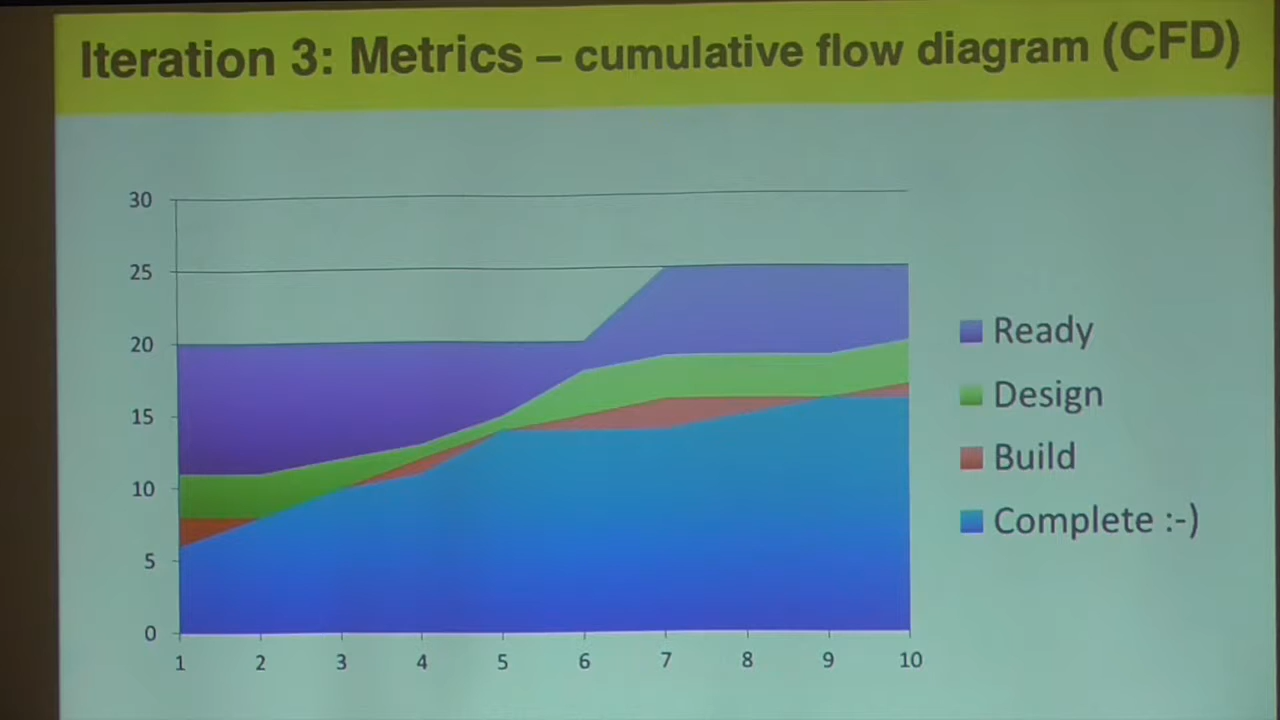 Iteration 3: Metrics – cumulative flow diagram (CFD)
30
25
20
15
10
5
0
1 2 3 4 5 6 7 8 9 10
Ready
Design
Build
Complete :-)